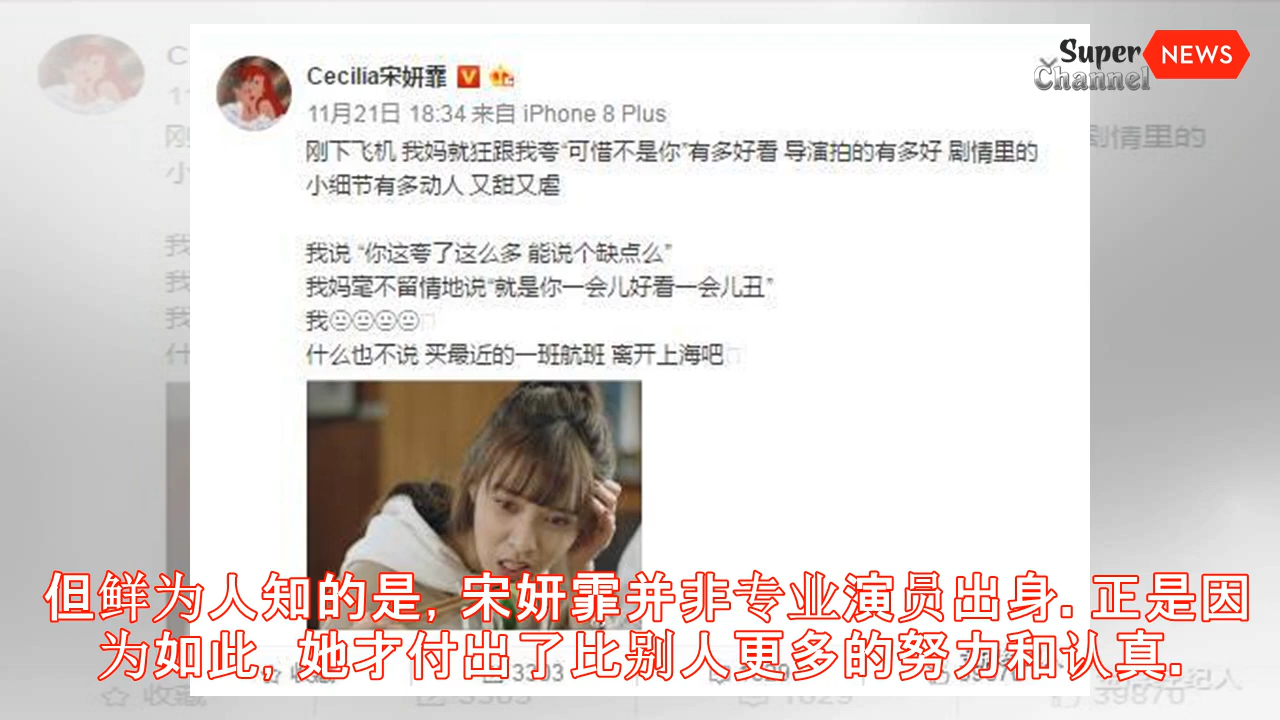 Super
Channel
NEWS
Cecilia宋妍霏
11月21日 18:34 来自 iPhone 8 Plus
刚下飞机 我妈就狂跟我夸“可惜不是你”有多好看 导演拍的有多好 剧情里的
小细节有多动人 又甜又虐
我说 “你这夸了这么多 能说个缺点么”
我妈毫不留情地说“就是你一会儿好看一会儿丑”
我😐😐😐😐
什么也不说 买最近的一班航班 离开上海吧
但鲜为人知的是, 宋妍霏并非专业演员出身. 正是因
为如此, 她才付出了比别人更多的努力和认真.
收藏 3303